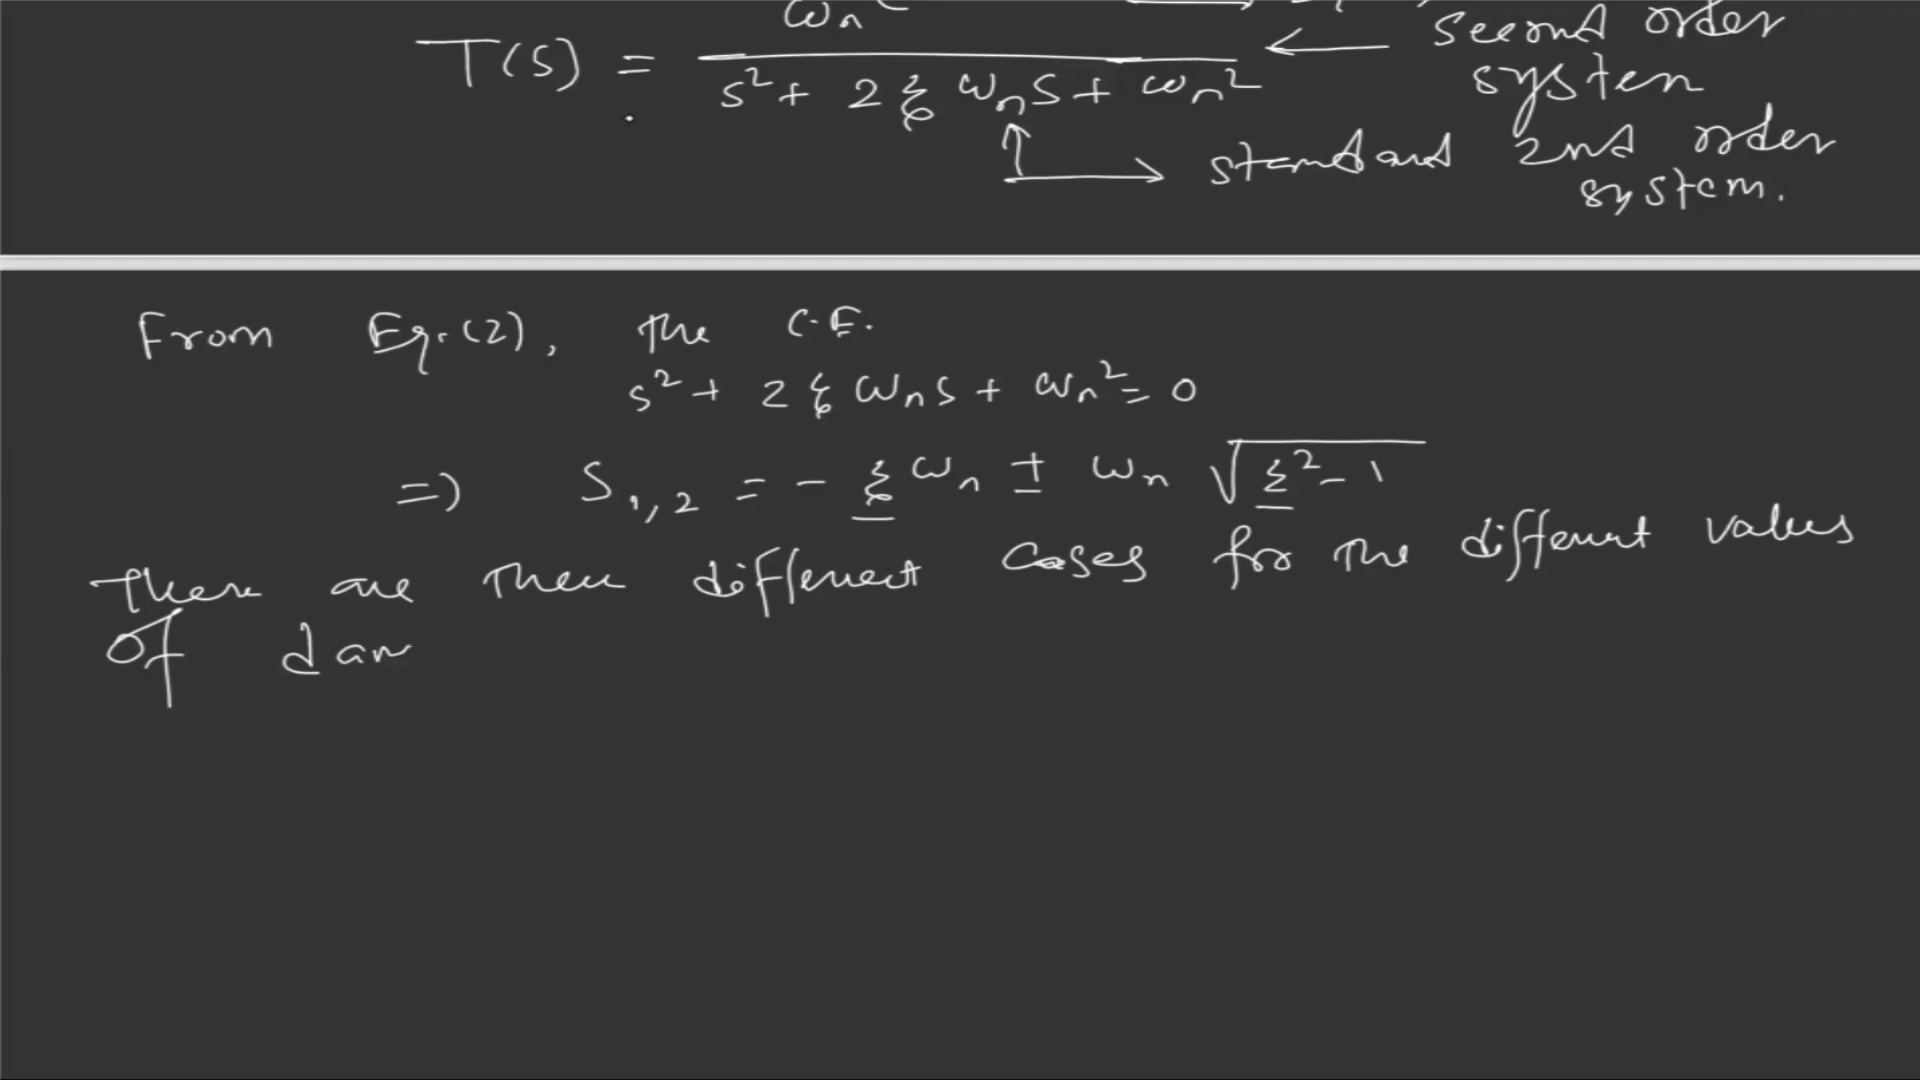 ωn²
second order
T(s) = ───────
s² + 2ξωns + ωn²
system
standard 2nd order
system.
From Eq.(2), the C.E.
s² + 2ξωns + ωn² = 0
=> S1,2 = - ξωn ± ωn √ξ² - 1
There are three different cases for the different values
of dam